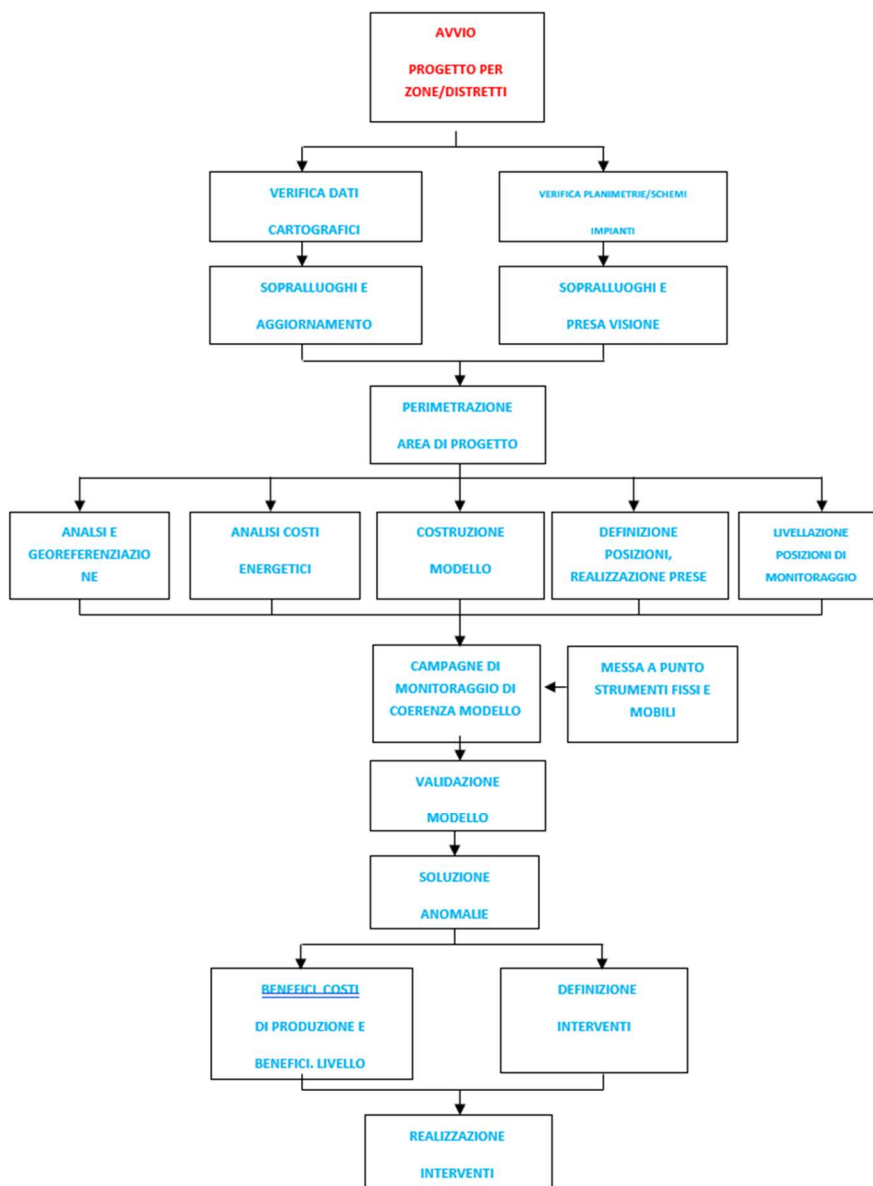 AVVIO
PROGETTO PER
ZONE/DISTRETTI
VERIFICA DATI
CARTOGRAFICI
VERIFICA PLANIMETRIE/SCHEMI
IMPIANTI
SOPRALLUOGHI E
AGGIORNAMENTO
SOPRALLUOGHI E
PRESA VISIONE
PERIMETRAZIONE
AREA DI PROGETTO
ANALSI E
GEOREFERENZIAZIO
NE
ANALISI COSTI
ENERGETICI
COSTRUZIONE
MODELLO
DEFINIZIONE
POSIZIONI,
REALIZZAZIONE PRESE
LIVELLAZIONE
POSIZIONI DI
MONITORAGGIO
CAMPAGNE DI
MONITORAGGIO DI
COERENZA MODELLO
MESSA A PUNTO
STRUMENTI FISSI E
MOBILI
VALIDAZIONE
MODELLO
SOLUZIONE
ANOMALIE
BENEFICI. COSTI
DI PRODUZIONE E
BENEFICI. LIVELLO
DEFINIZIONE
INTERVENTI
REALIZZAZIONE
INTERVENTI